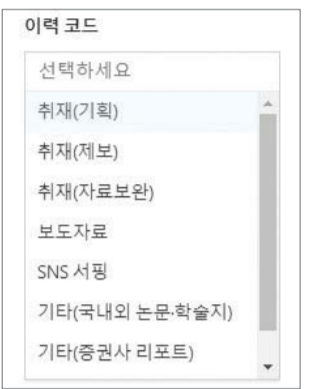 이력 코드
선택하세요
취재(기획)
취재(제보)
취재(자료보완)
보도자료
SNS 서핑
기타(국내외 논문·학술지)
기타(증권사 리포트)